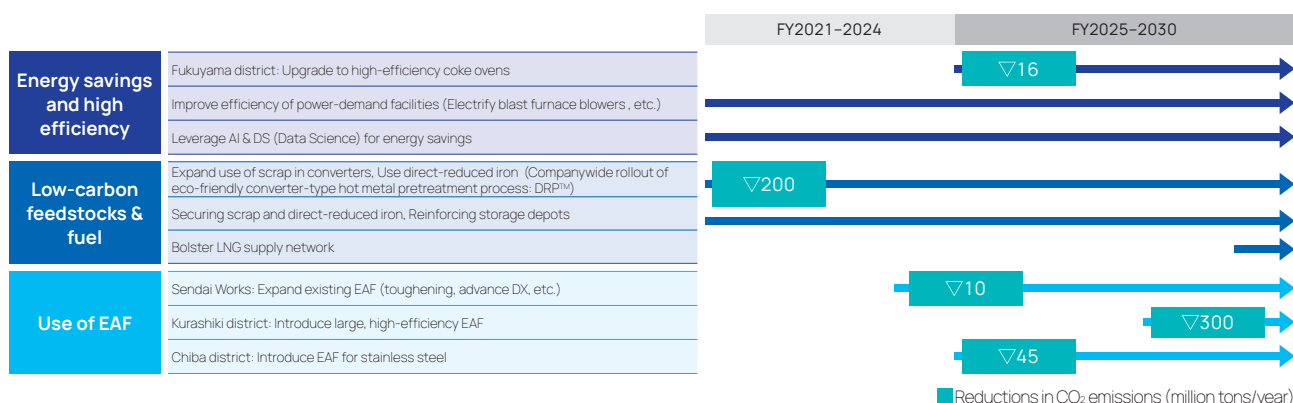 FY2021–2024
FY2025–2030
Energy savings
and high
efficiency
Fukuyama district: Upgrade to high-efficiency coke ovens
▽16
Improve efficiency of power-demand facilities (Electrify blast furnace blowers , etc.)
Leverage AI & DS (Data Science) for energy savings
Low-carbon
feedstocks &
fuel
Expand use of scrap in converters, Use direct-reduced iron (Companywide rollout of
eco-friendly converter-type hot metal pretreatment process: DRP™)
▽200
Securing scrap and direct-reduced iron, Reinforcing storage depots
Bolster LNG supply network
Use of EAF
Sendai Works: Expand existing EAF (toughening, advance DX, etc.)
▽10
Kurashiki district: Introduce large, high-efficiency EAF
▽300
Chiba district: Introduce EAF for stainless steel
▽45
Reductions in CO₂ emissions (million tons/year)